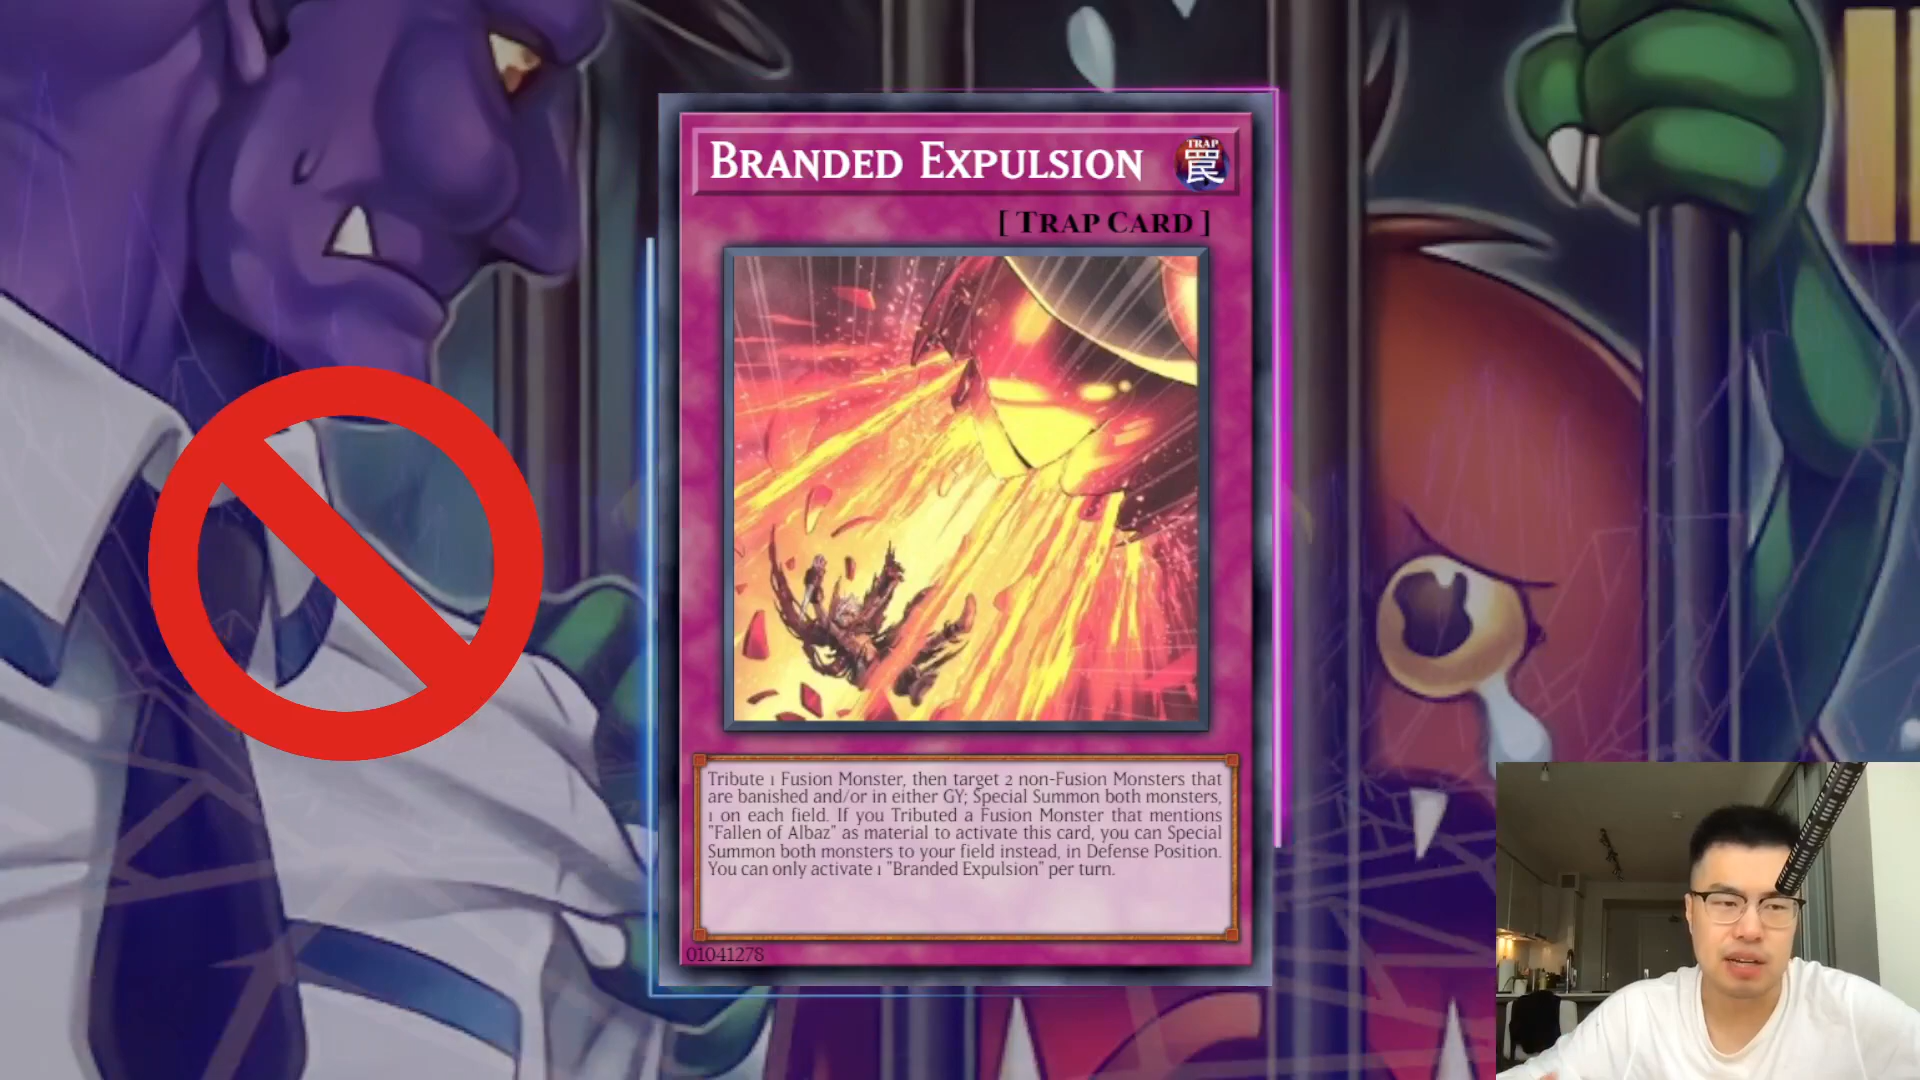 BRANDED EXPULSION
TRAP
罠
[ TRAP CARD ]
Tribute 1 Fusion Monster, then target 2 non-Fusion Monsters that
are banished and/or in either GY; Special Summon both monsters,
1 on each field. If you Tributed a Fusion Monster that mentions
"Fallen of Albaz" as material to activate this card, you can Special
Summon both monsters to your field instead, in Defense Position.
You can only activate 1 "Branded Expulsion" per turn.
01041278